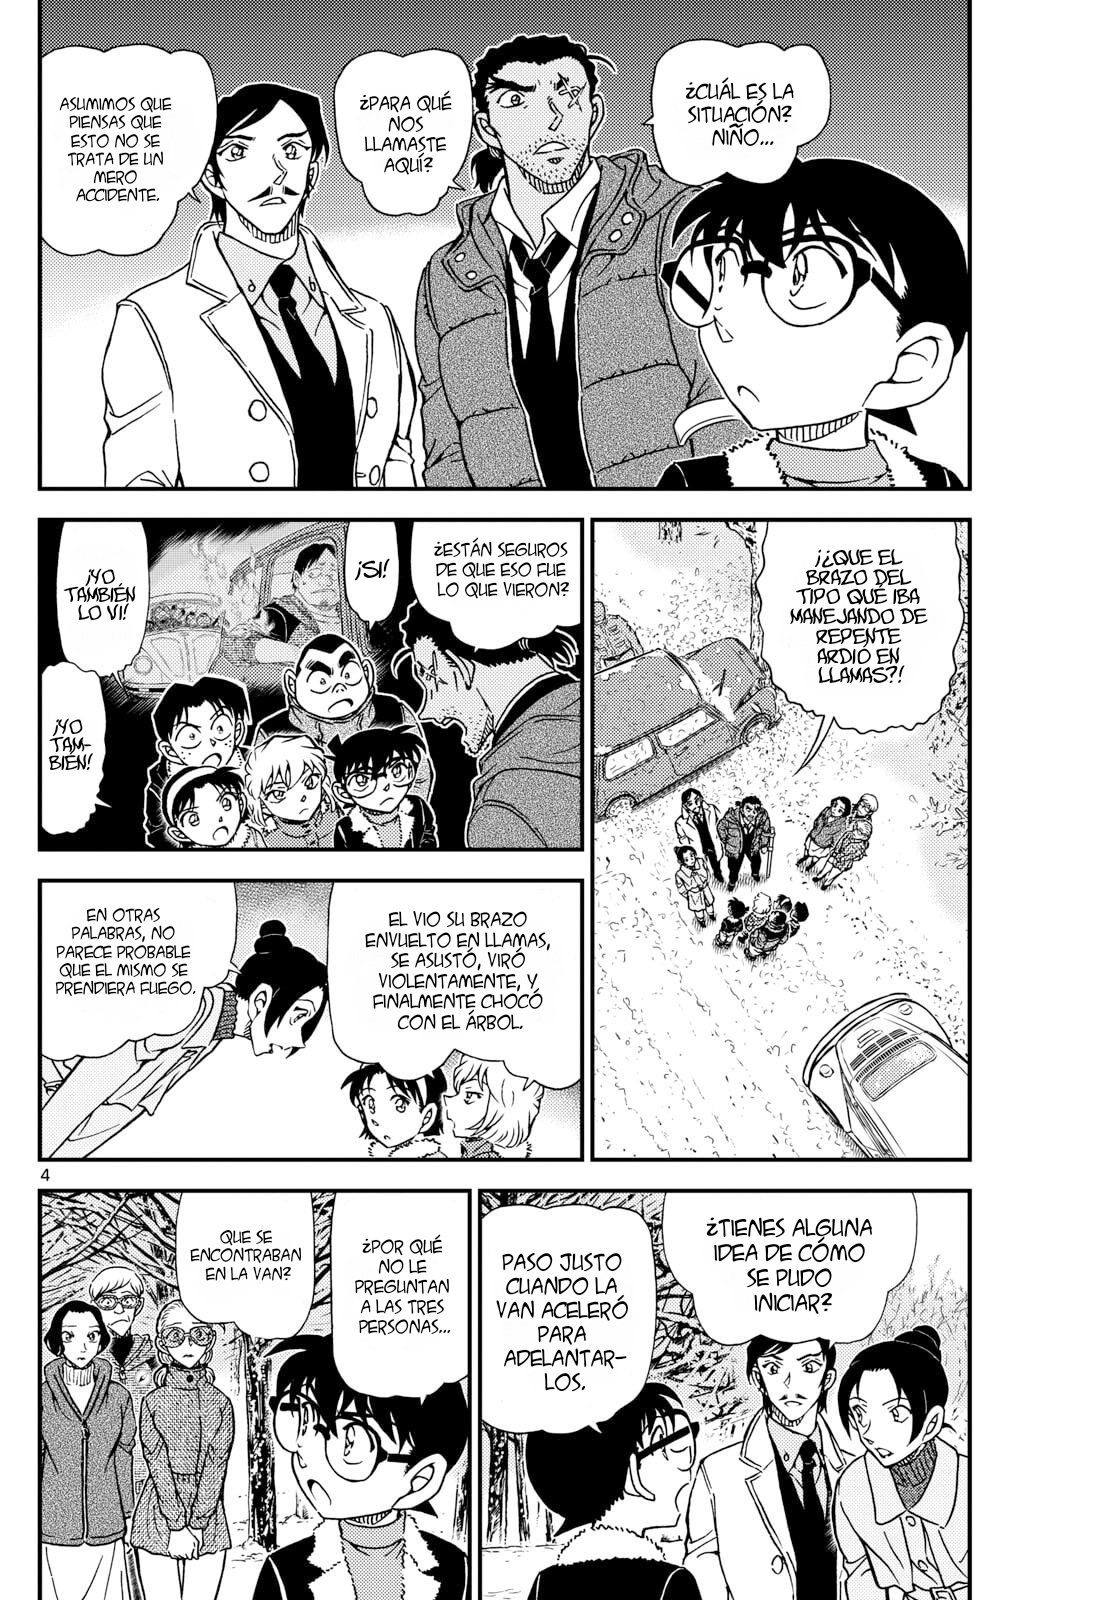 ¿CUÁL ES LA
SITUACIÓN?
NIÑO...
¿PARA QUÉ
NOS
LLAMASTE
AQUÍ?
ASUMIMOS QUE
PIENSAS QUE
ESTO NO SE
TRATA DE UN
MERO
ACCIDENTE.
¡¿QUE EL
BRAZO DEL
TIPO QUE IBA
MANEJANDO DE
REPENTE
ARDIO EN
LLAMAS?!
¿ESTÁN SEGUROS
DE QUE ESO FUE
LO QUE VIERON?
¡SI!
¡YO
TAMBIÉN
LO VI!
¡YO
TAM-
BIÉN!
EL VIO SU BRAZO
ENVUELTO EN LLAMAS,
SE ASUSTÓ, VIRÓ
VIOLENTAMENTE, Y
FINALMENTE CHOCÓ
CON EL ÁRBOL.
EN OTRAS
PALABRAS, NO
PARECE PROBABLE
QUE EL MISMO SE
PRENDIERA FUEGO.
4
¿TIENES ALGUNA
IDEA DE CÓMO
SE PUDO
INICIAR?
PASO JUSTO
CUANDO LA
VAN ACELERÓ
PARA
ADELANTAR-
LOS.
¿POR QUÉ
NO LE
PREGUNTAN
A LAS TRES
PERSONAS...
QUE SE
ENCONTRABAN
EN LA VAN?